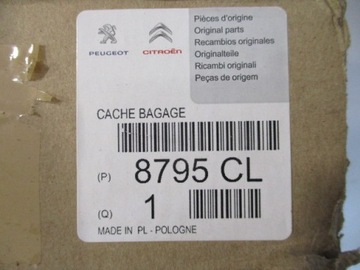 PEUGEOT
CITROËN
Pièces d'origine
Original parts
Recambios originales
Originalteile
Ricambi originali
Peças de origem
CACHE BAGAGE
(P) 8795 CL
(Q) 1
MADE IN PL - POLOGNE